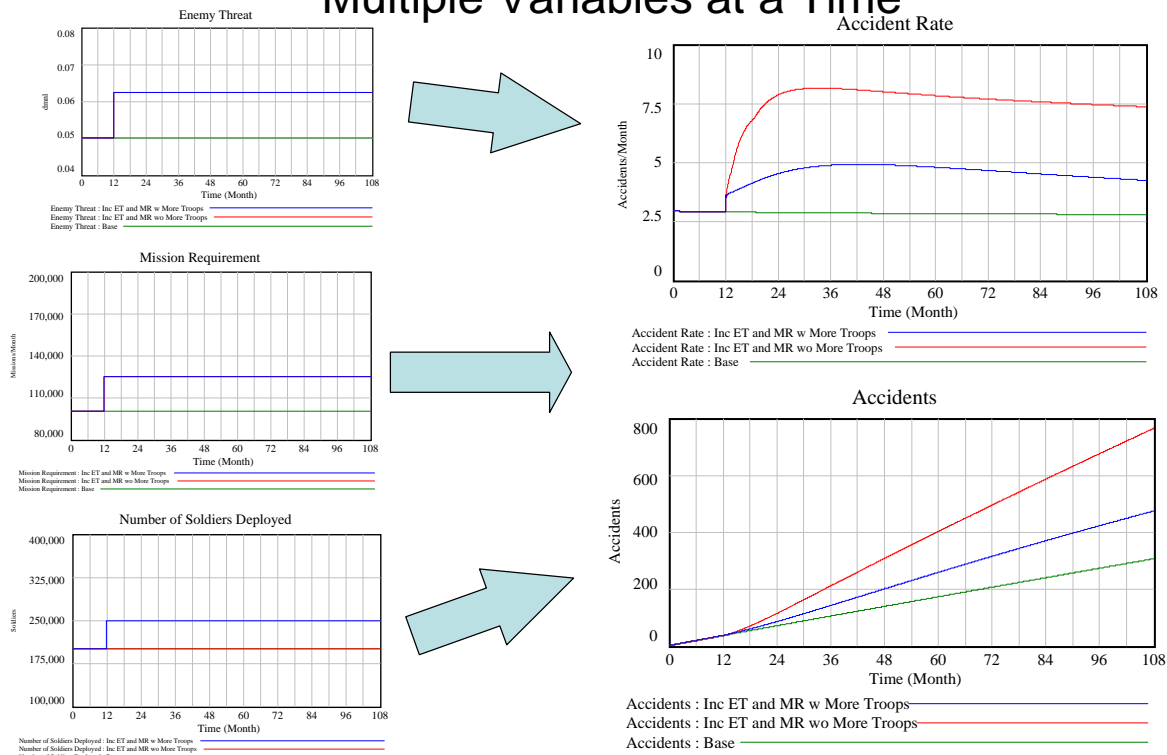 Multiple Variables at a Time
Enemy Threat
0.08
0.07
0.06
0.05
0.04
dmnl
0 12 24 36 48 60 72 84 96 108
Time (Month)
Enemy Threat : Inc ET and MR w More Troops
Enemy Threat : Inc ET and MR wo More Troops
Enemy Threat : Base
Mission Requirement
200,000
170,000
140,000
110,000
80,000
Missions/Month
0 12 24 36 48 60 72 84 96 108
Time (Month)
Mission Requirement : Inc ET and MR w More Troops
Mission Requirement : Inc ET and MR wo More Troops
Mission Requirement : Base
Number of Soldiers Deployed
400,000
325,000
250,000
175,000
100,000
Soldiers
0 12 24 36 48 60 72 84 96 108
Time (Month)
Number of Soldiers Deployed : Inc ET and MR w More Troops
Number of Soldiers Deployed : Inc ET and MR wo More Troops
Accident Rate
10
7.5
5
2.5
0
Accidents/Month
0 12 24 36 48 60 72 84 96 108
Time (Month)
Accident Rate : Inc ET and MR w More Troops
Accident Rate : Inc ET and MR wo More Troops
Accident Rate : Base
Accidents
800
600
400
200
0
Accidents
0 12 24 36 48 60 72 84 96 108
Time (Month)
Accidents : Inc ET and MR w More Troops
Accidents : Inc ET and MR wo More Troops
Accidents : Base